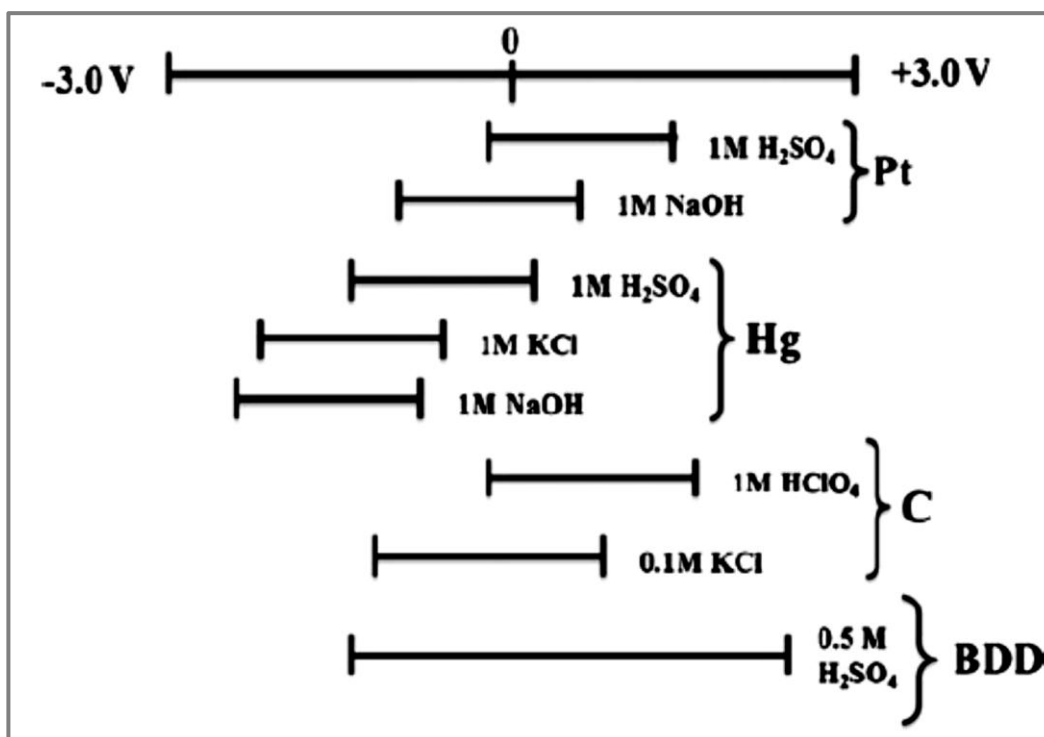 0
-3.0 V
+3.0 V
1M H₂SO₄
Pt
1M NaOH
1M H₂SO₄
1M KCl
Hg
1M NaOH
1M HClO₄
C
0.1M KCl
0.5 M
H₂SO₄
BDD